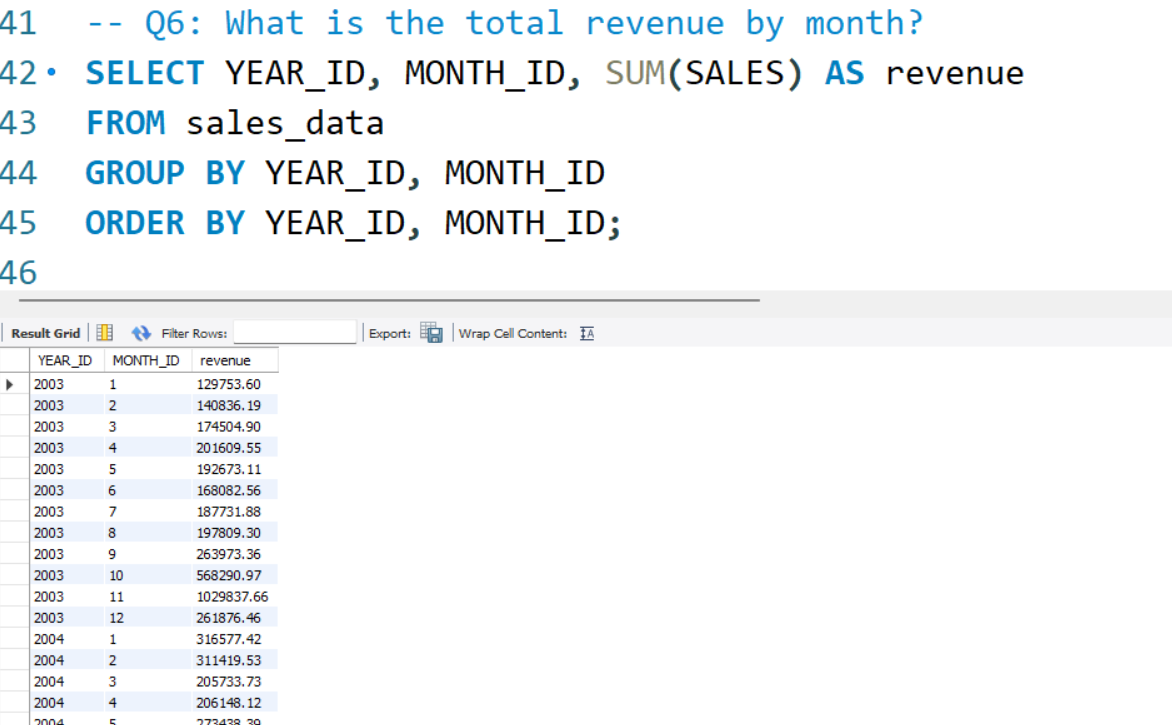 41 -- Q6: What is the total revenue by month?
42 SELECT YEAR_ID, MONTH_ID, SUM(SALES) AS revenue
43 FROM sales_data
44 GROUP BY YEAR_ID, MONTH_ID
45 ORDER BY YEAR_ID, MONTH_ID;
46
Result Grid Filter Rows: Export: Wrap Cell Content: IA
YEAR_ID MONTH_ID revenue
2003 1 129753.60
2003 2 140836.19
2003 3 174504.90
2003 4 201609.55
2003 5 192673.11
2003 6 168082.56
2003 7 187731.88
2003 8 197809.30
2003 9 263973.36
2003 10 568290.97
2003 11 1029837.66
2003 12 261876.46
2004 1 316577.42
2004 2 311419.53
2004 3 205733.73
2004 4 206148.12
2004 5 273438.39